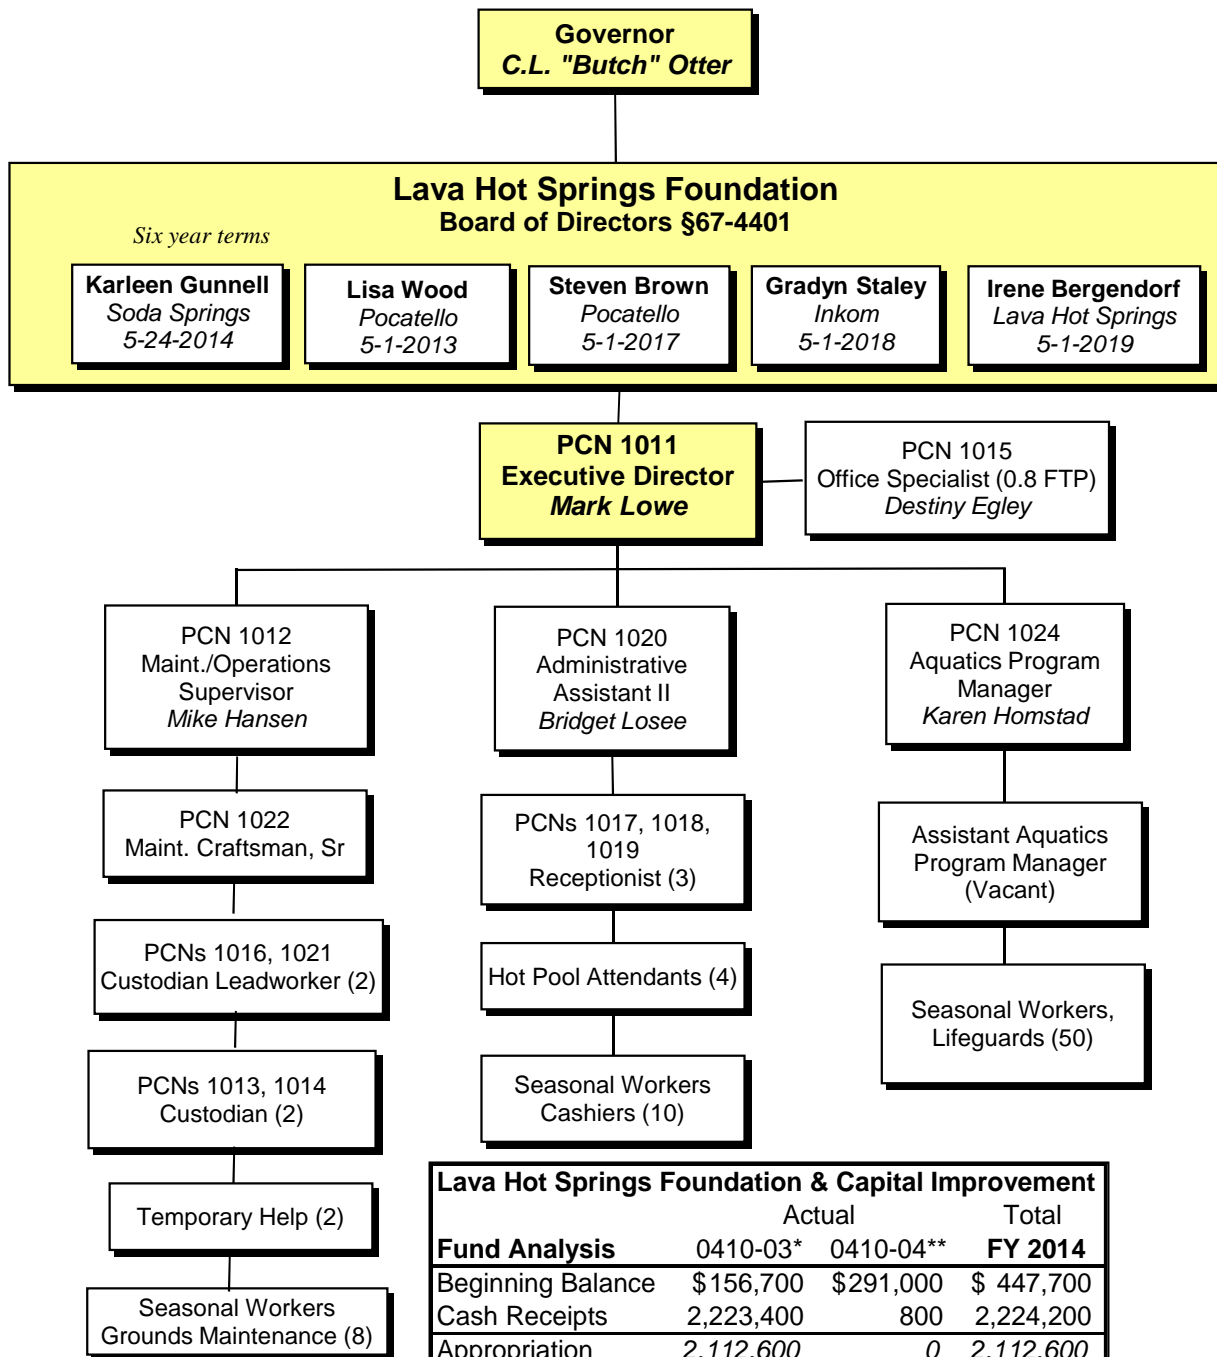 Governor
C.L. "Butch" Otter
Lava Hot Springs Foundation
Board of Directors §67-4401
Six year terms
Karleen Gunnell
Soda Springs
5-24-2014
Lisa Wood
Pocatello
5-1-2013
Steven Brown
Pocatello
5-1-2017
Gradyn Staley
Inkom
5-1-2018
Irene Bergendorf
Lava Hot Springs
5-1-2019
PCN 1011
Executive Director
Mark Lowe
PCN 1015
Office Specialist (0.8 FTP)
Destiny Egley
PCN 1012
Maint./Operations
Supervisor
Mike Hansen
PCN 1022
Maint. Craftsman, Sr
PCNs 1016, 1021
Custodian Leadworker (2)
PCNs 1013, 1014
Custodian (2)
Temporary Help (2)
Seasonal Workers
Grounds Maintenance (8)
PCN 1020
Administrative
Assistant II
Bridget Losee
PCNs 1017, 1018,
1019
Receptionist (3)
Hot Pool Attendants (4)
Seasonal Workers
Cashiers (10)
PCN 1024
Aquatics Program
Manager
Karen Homstad
Assistant Aquatics
Program Manager
(Vacant)
Seasonal Workers,
Lifeguards (50)
Lava Hot Springs Foundation & Capital Improvement
Actual Total
Fund Analysis 0410-03* 0410-04** FY 2014
Beginning Balance $156,700 $291,000 $ 447,700
Cash Receipts 2,223,400 800 2,224,200
Appropriation 2,112,600 0 2,112,600